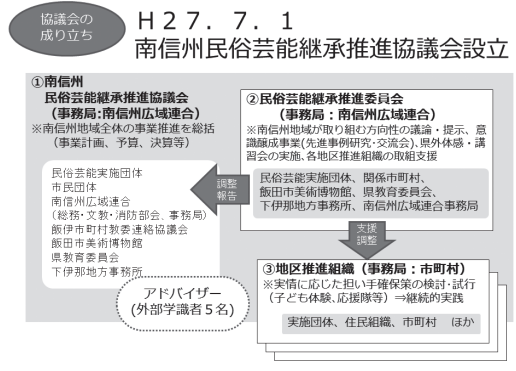 協議会の
成り立ち
Ｈ２７．７．１
南信州民俗芸能継承推進協議会設立
①南信州
民俗芸能継承推進協議会
（事務局：南信州広域連合）
※南信州地域全体の事業推進を総括
（事業計画、予算、決算等）
民俗芸能実施団体
市民団体
南信州広域連合
（総務・文教・消防部会、事務局）
飯伊市町村教委連絡協議会
飯田市美術博物館
県教育委員会
下伊那地方事務所
アドバイザー
(外部学識者５名)
調整
報告
②民俗芸能継承推進委員会
（事務局：南信州広域連合）
※南信州地域が取り組む方向性の議論・提示、意
識醸成事業(先進事例研究･交流会）､県外体感・講
習会の実施､各地区推進組織の取組支援
民俗芸能実施団体、関係市町村、
飯田市美術博物館、県教育委員会、
下伊那地方事務所、南信州広域連合事務局
支援
調整
③地区推進組織（事務局：市町村）
※実情に応じた担い手確保策の検討･試行
（子ども体験、応援隊等）⇒継続的実践
実施団体、住民組織、市町村　ほか